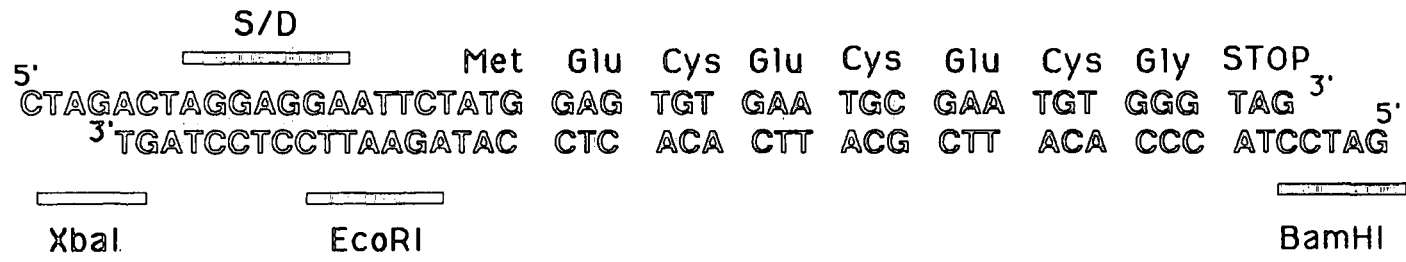 S/D
Met Glu Cys Glu Cys Glu Cys Gly STOP
5' CTAGACTAGGAGGAATTCTATG GAG TGT GAA TGC GAA TGT GGG TAG 3'
3' TGATCCTCCTTAAGATAC CTC ACA CTT ACG CTT ACA CCC ATCCTAG 5'
XbaI EcoRI BamHI